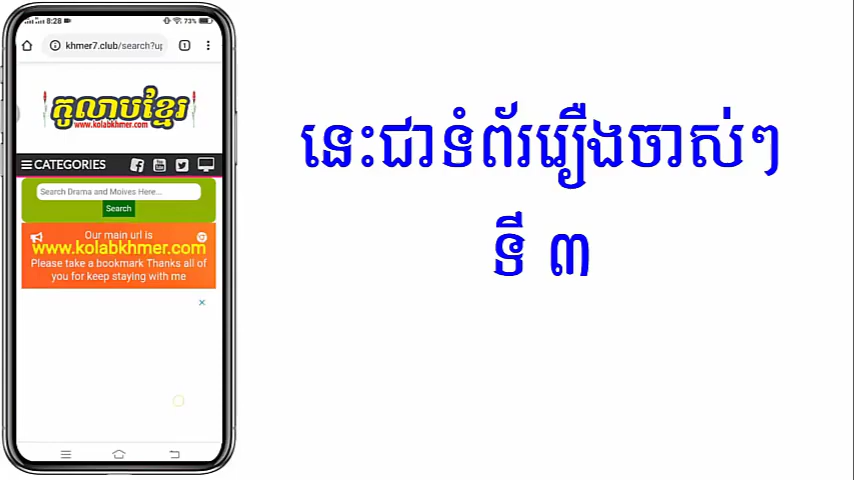 8:28
73%
khmer7.club/search?up
1
កូលាបខ្មែរ
www.kolabkhmer.com
CATEGORIES
Search Drama and Moives Here...
Search
Our main url is
www.kolabkhmer.com
Please take a bookmark Thanks all of
you for keep staying with me
នេះជាទំព័ររឿងចាស់ៗ
ទី ៣